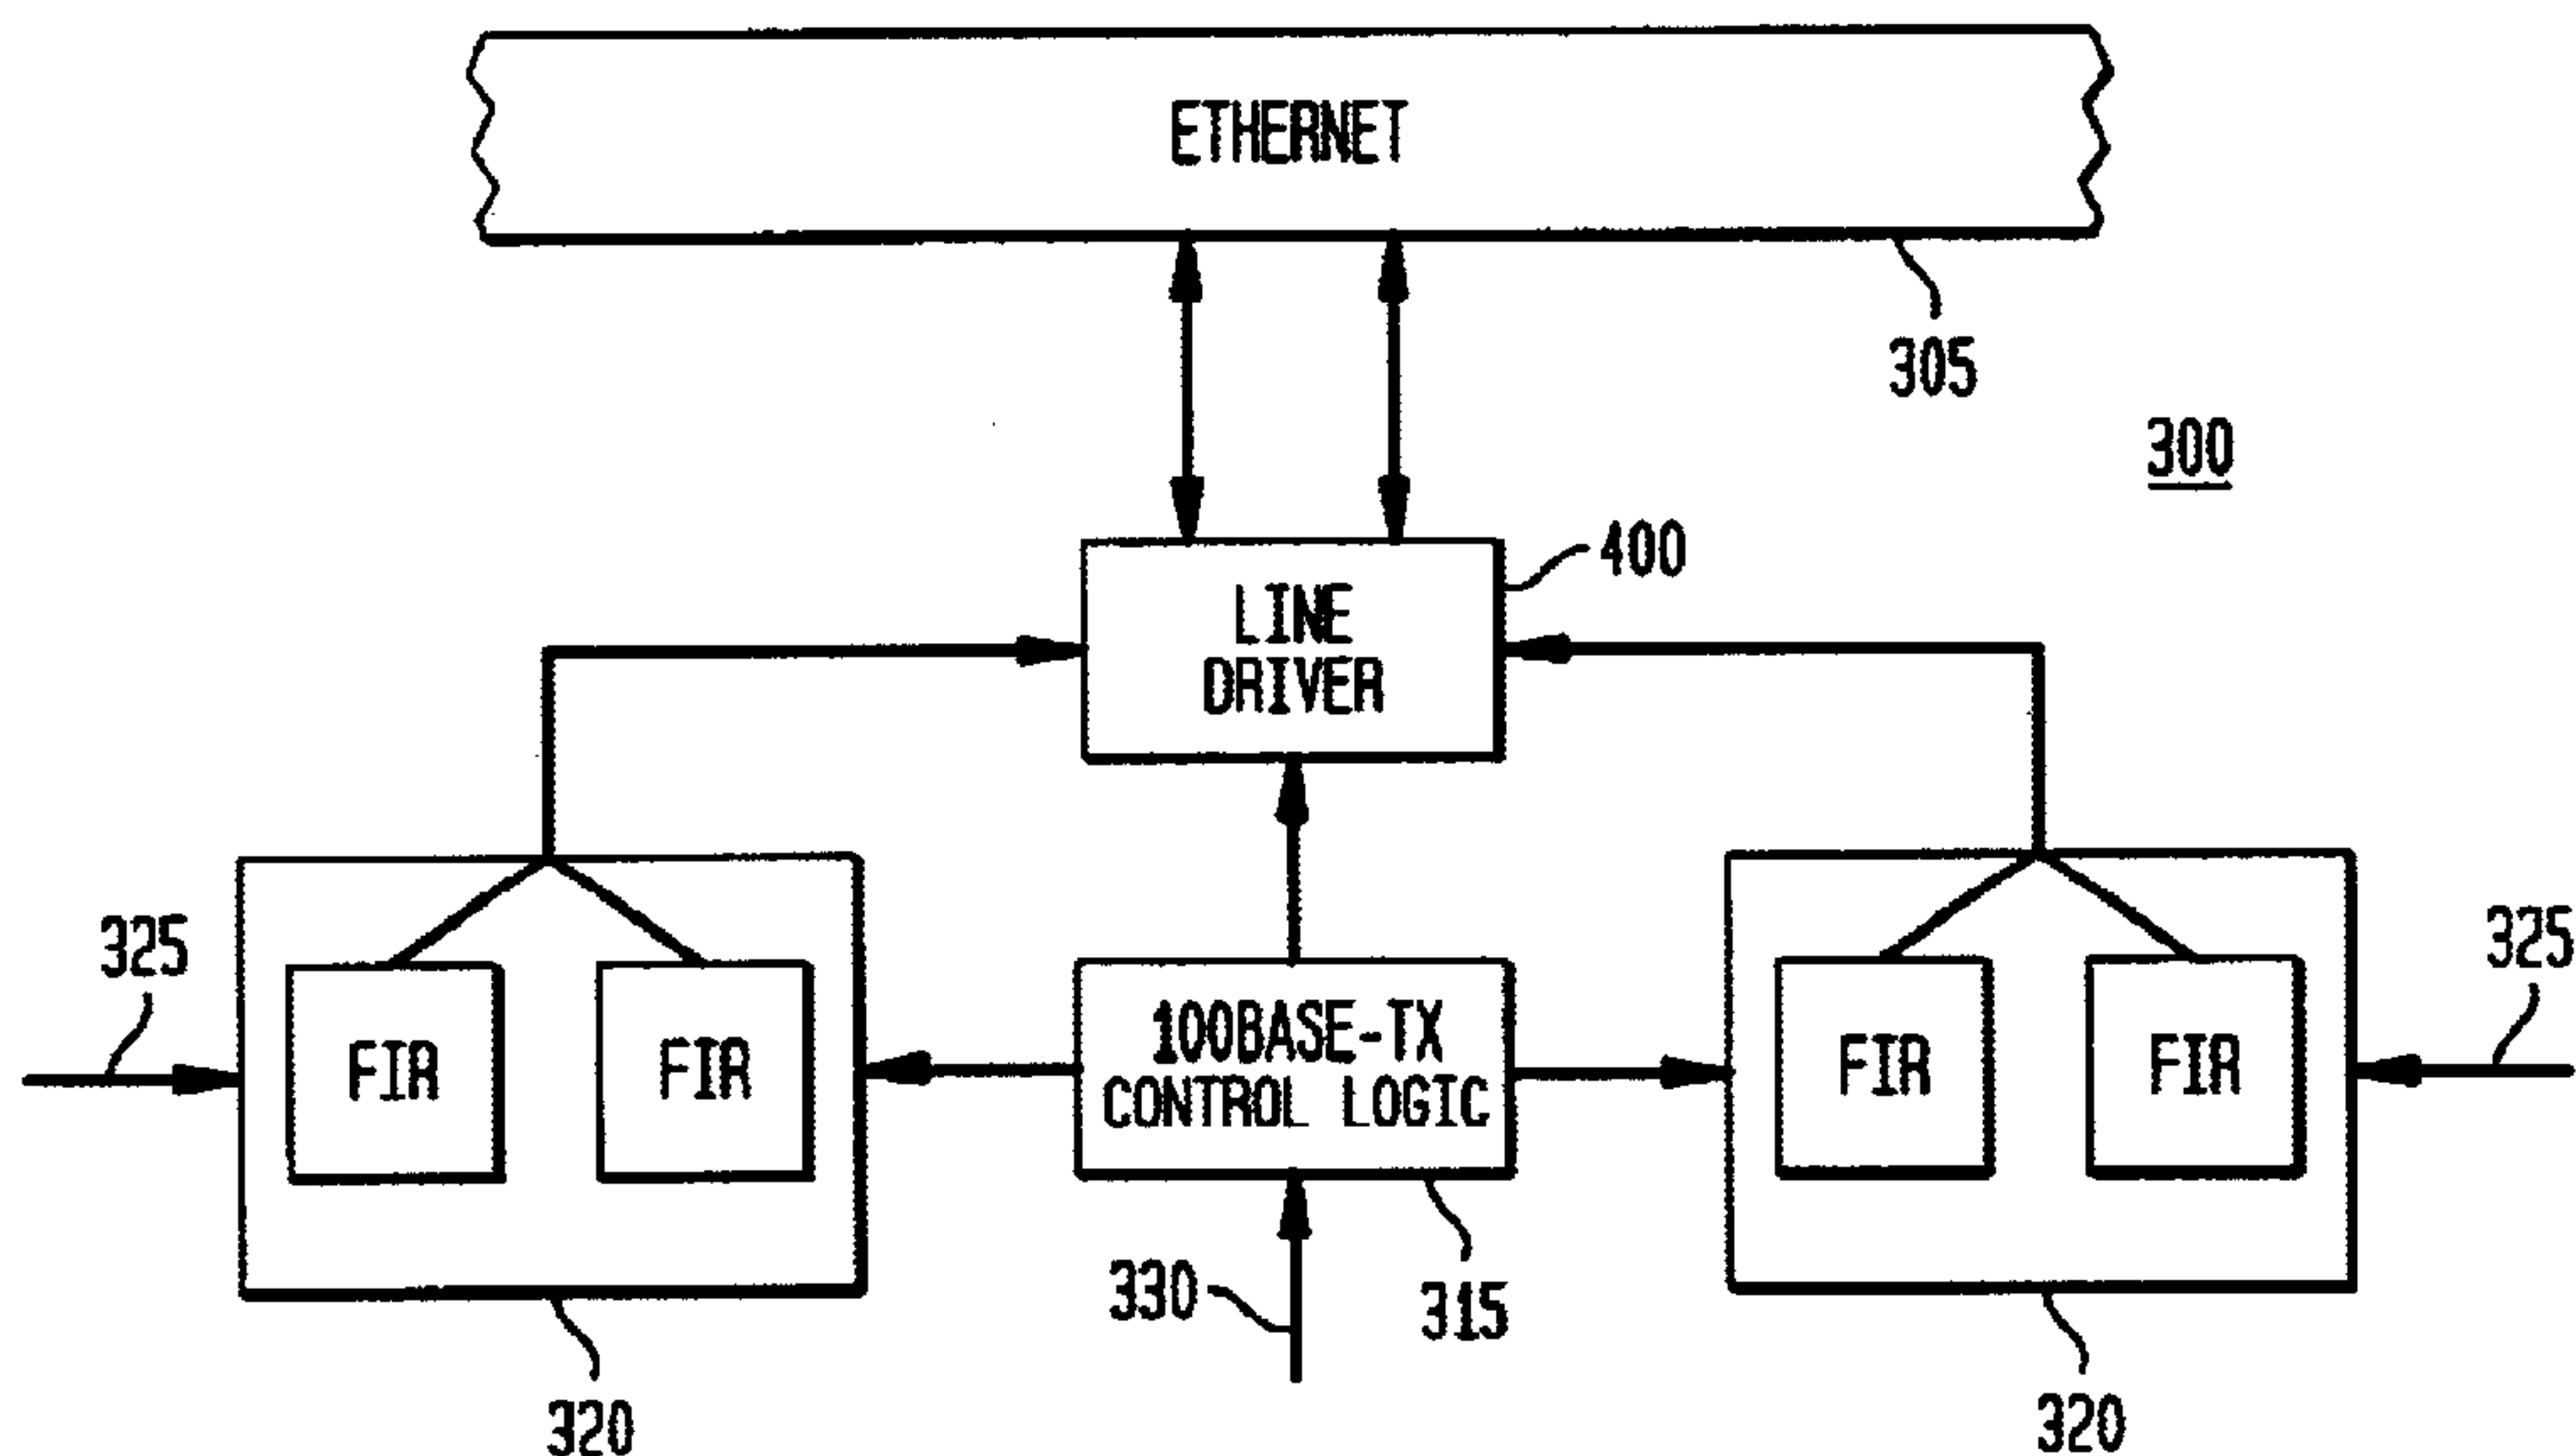 ETHERNET
305
300
400
LINE
DRIVER
325
325
FIR
FIR
100BASE-TX
CONTROL LOGIC
FIR
FIR
330
315
320
320